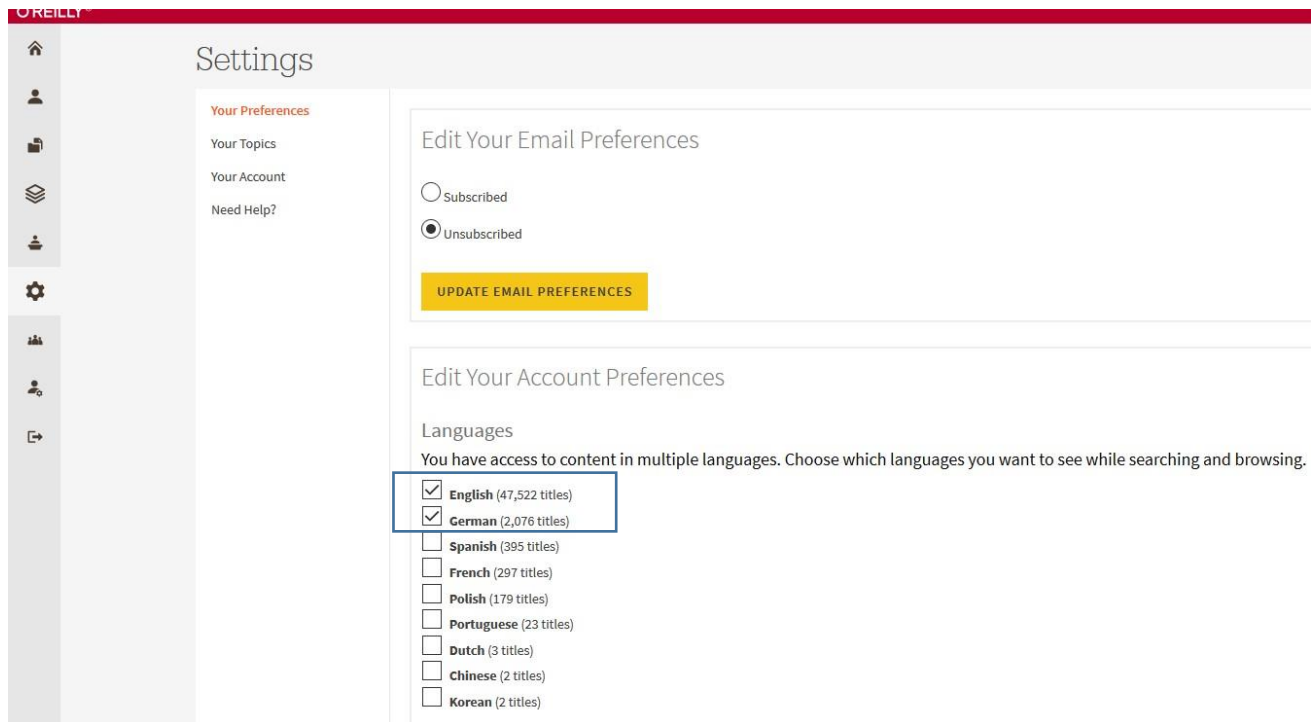 O'REILLY®
Settings
Your Preferences
Your Topics
Your Account
Need Help?
Edit Your Email Preferences
Subscribed
Unsubscribed
UPDATE EMAIL PREFERENCES
Edit Your Account Preferences
Languages
You have access to content in multiple languages. Choose which languages you want to see while searching and browsing.
English (47,522 titles)
German (2,076 titles)
Spanish (395 titles)
French (297 titles)
Polish (179 titles)
Portuguese (23 titles)
Dutch (3 titles)
Chinese (2 titles)
Korean (2 titles)